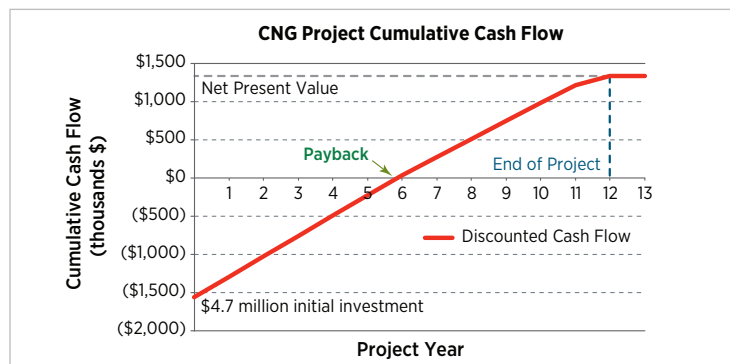 CNG Project Cumulative Cash Flow
Cumulative Cash Flow
(thousands $)
$1,500
$1,000
$500
$0
($500)
($1,000)
($1,500)
($2,000)
Net Present Value
Payback
End of Project
1 2 3 4 5 6 7 8 9 10 11 12 13
Discounted Cash Flow
$4.7 million initial investment
Project Year